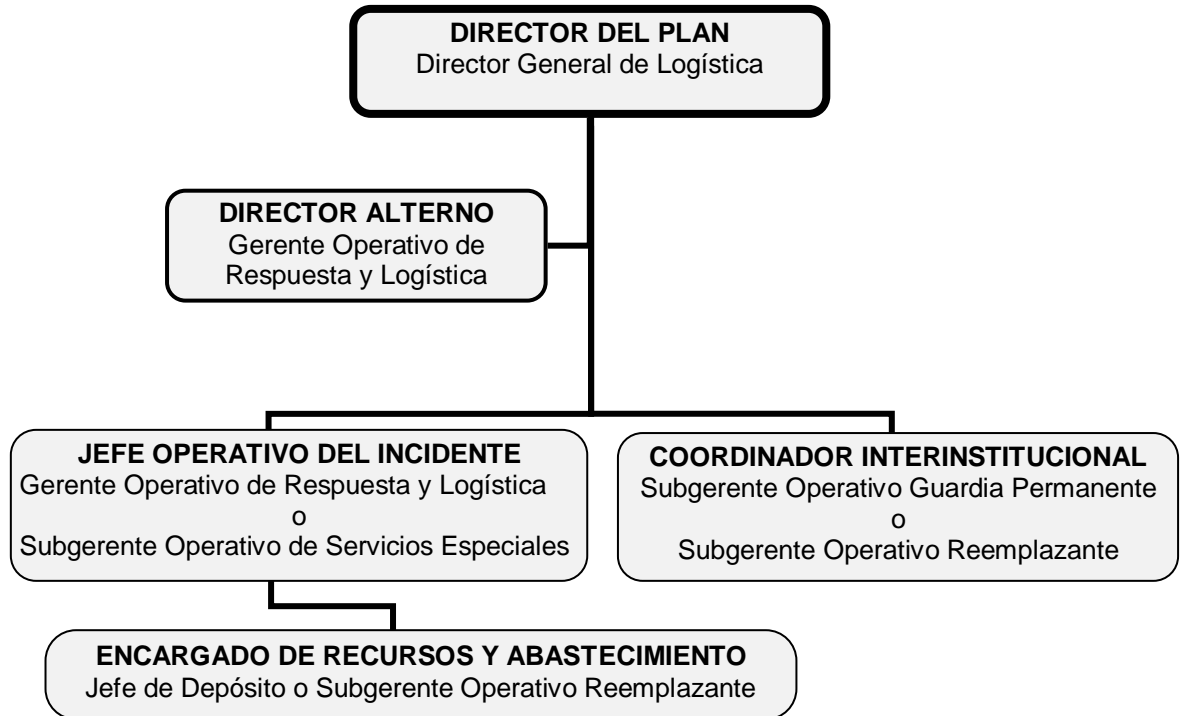 DIRECTOR DEL PLAN
Director General de Logística
DIRECTOR ALTERNO
Gerente Operativo de
Respuesta y Logística
JEFE OPERATIVO DEL INCIDENTE
Gerente Operativo de Respuesta y Logística
o
Subgerente Operativo de Servicios Especiales
COORDINADOR INTERINSTITUCIONAL
Subgerente Operativo Guardia Permanente
o
Subgerente Operativo Reemplazante
ENCARGADO DE RECURSOS Y ABASTECIMIENTO
Jefe de Depósito o Subgerente Operativo Reemplazante